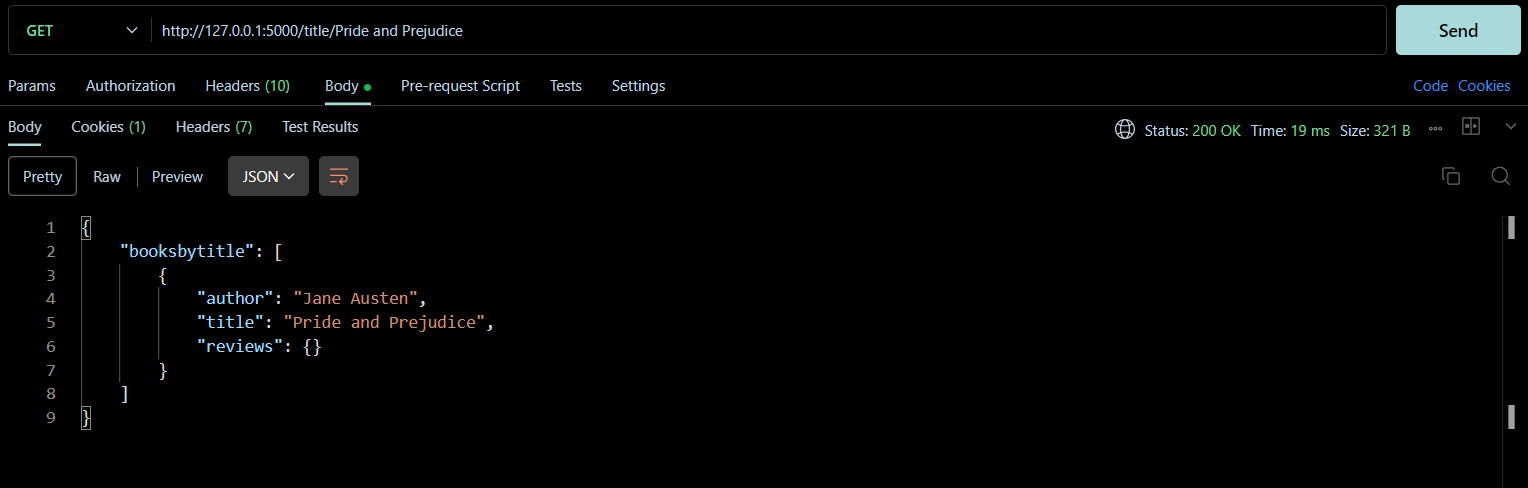 GET http://127.0.0.1:5000/title/Pride and Prejudice Send
Params Authorization Headers (10) Body Pre-request Script Tests Settings Code Cookies
Body Cookies (1) Headers (7) Test Results Status: 200 OK Time: 19 ms Size: 321 B
Pretty Raw Preview JSON
1 {
2 "booksbytitle": [
3 {
4 "author": "Jane Austen",
5 "title": "Pride and Prejudice",
6 "reviews": {}
7 }
8 ]
9 }